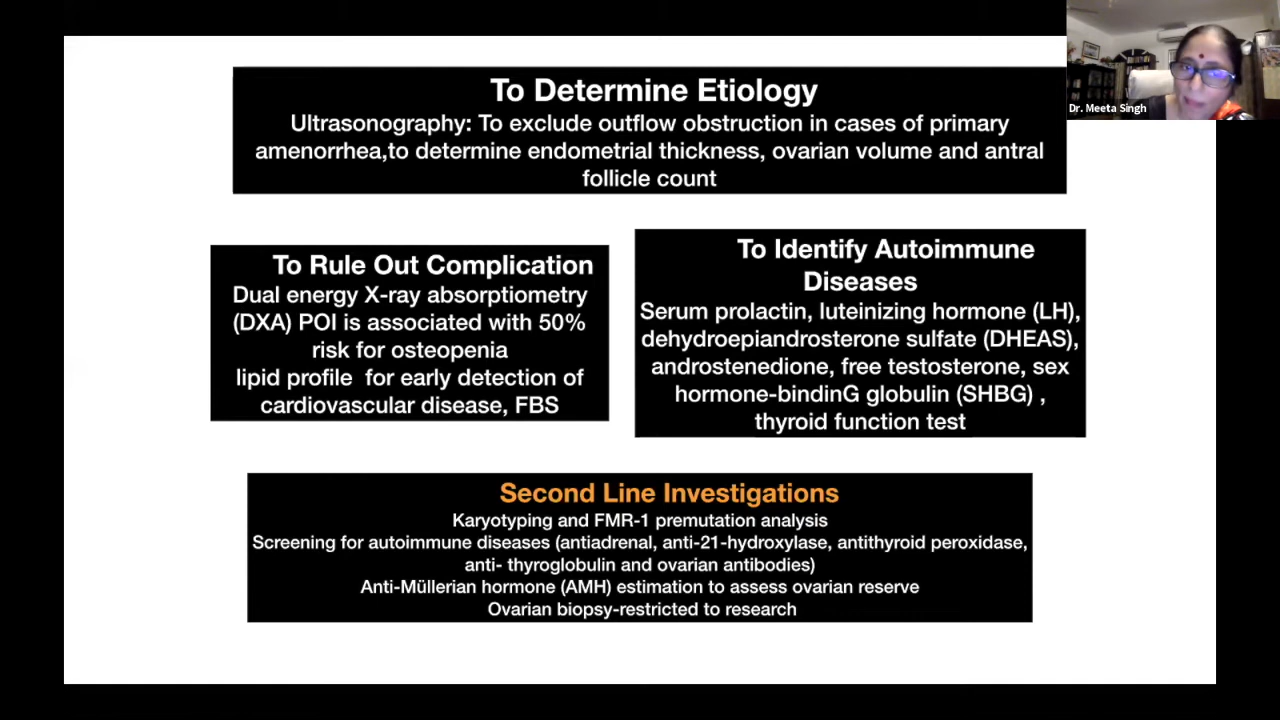 To Determine Etiology
Ultrasonography: To exclude outflow obstruction in cases of primary
amenorrhea,to determine endometrial thickness, ovarian volume and antral
follicle count
Dr. Meeta Singh
To Rule Out Complication
Dual energy X-ray absorptiometry
(DXA) POI is associated with 50%
risk for osteopenia
lipid profile for early detection of
cardiovascular disease, FBS
To Identify Autoimmune
Diseases
Serum prolactin, luteinizing hormone (LH),
dehydroepiandrosterone sulfate (DHEAS),
androstenedione, free testosterone, sex
hormone-bindinG globulin (SHBG) ,
thyroid function test
Second Line Investigations
Karyotyping and FMR-1 premutation analysis
Screening for autoimmune diseases (antiadrenal, anti-21-hydroxylase, antithyroid peroxidase,
anti- thyroglobulin and ovarian antibodies)
Anti-Müllerian hormone (AMH) estimation to assess ovarian reserve
Ovarian biopsy-restricted to research